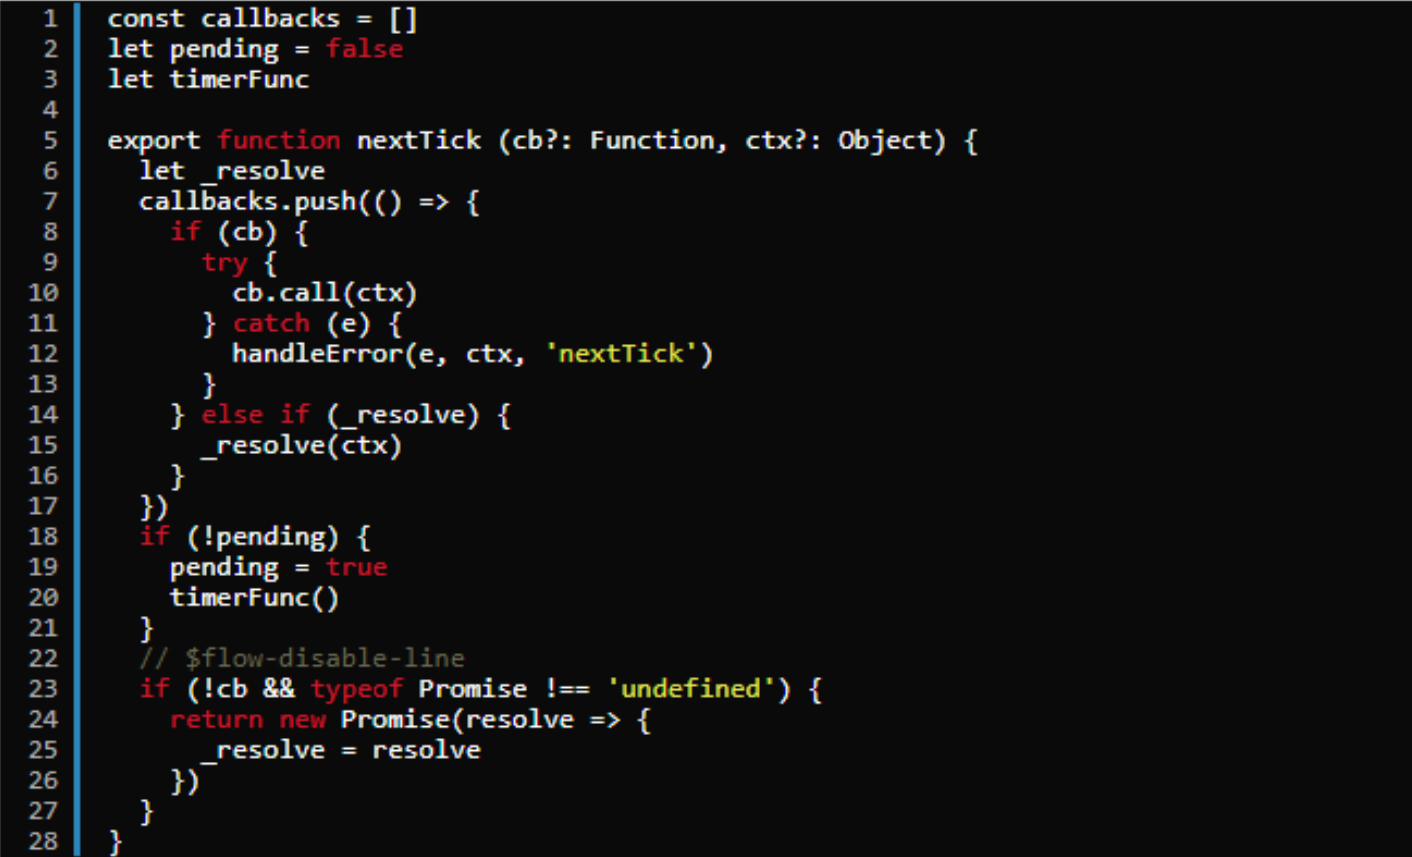 1 const callbacks = []
2 let pending = false
3 let timerFunc
4
5 export function nextTick (cb?: Function, ctx?: Object) {
6   let _resolve
7   callbacks.push(() => {
8     if (cb) {
9       try {
10         cb.call(ctx)
11       } catch (e) {
12         handleError(e, ctx, 'nextTick')
13       }
14     } else if (_resolve) {
15       _resolve(ctx)
16     }
17   })
18   if (!pending) {
19     pending = true
20     timerFunc()
21   }
22   // $flow-disable-line
23   if (!cb && typeof Promise !== 'undefined') {
24     return new Promise(resolve => {
25       _resolve = resolve
26     })
27   }
28 }